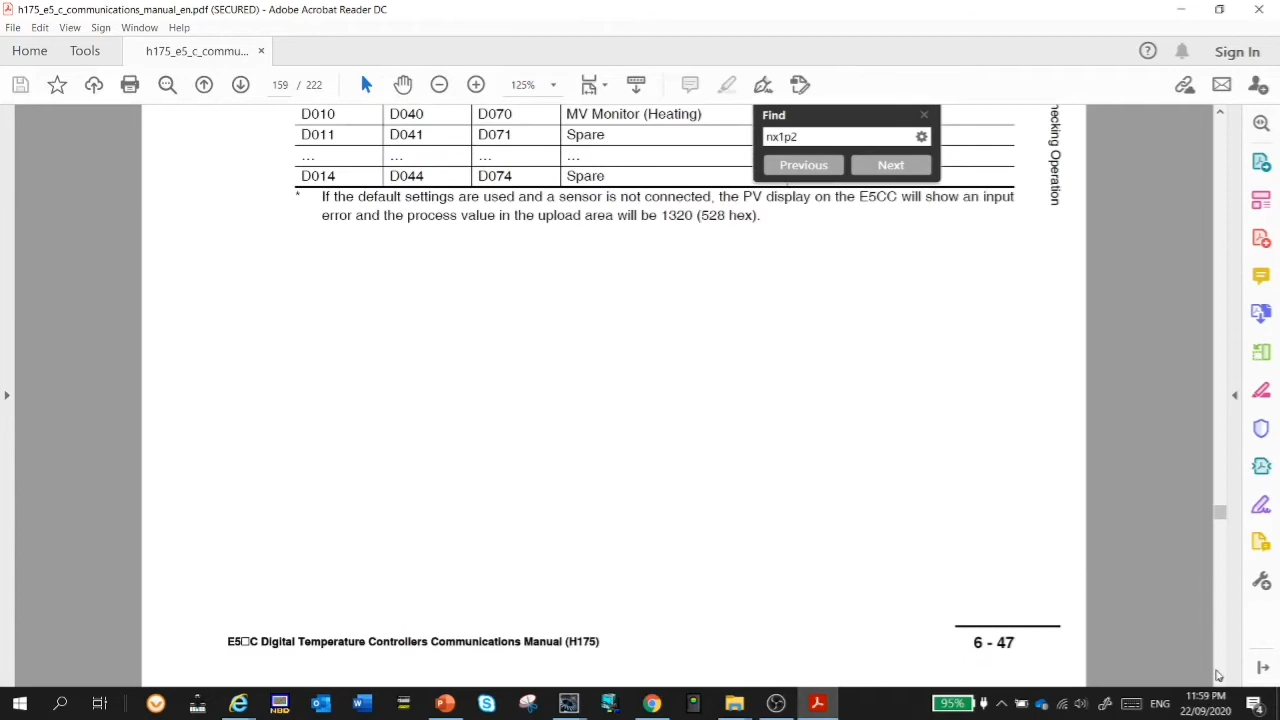 h175_e5_c_communications_manual_en.pdf (SECURED) - Adobe Acrobat Reader DC
File Edit View Sign Window Help
Home Tools h175_e5_c_commu... × Sign In
159 / 222 125%
D010 D040 D070 MV Monitor (Heating)
D011 D041 D071 Spare
... ... ... ...
D014 D044 D074 Spare
Find
nx1p2
Previous Next
hecking Operation
* If the default settings are used and a sensor is not connected, the PV display on the E5CC will show an input
error and the process value in the upload area will be 1320 (528 hex).
E5□C Digital Temperature Controllers Communications Manual (H175)
6 - 47
95% ENG 11:59 PM
22/09/2020
4